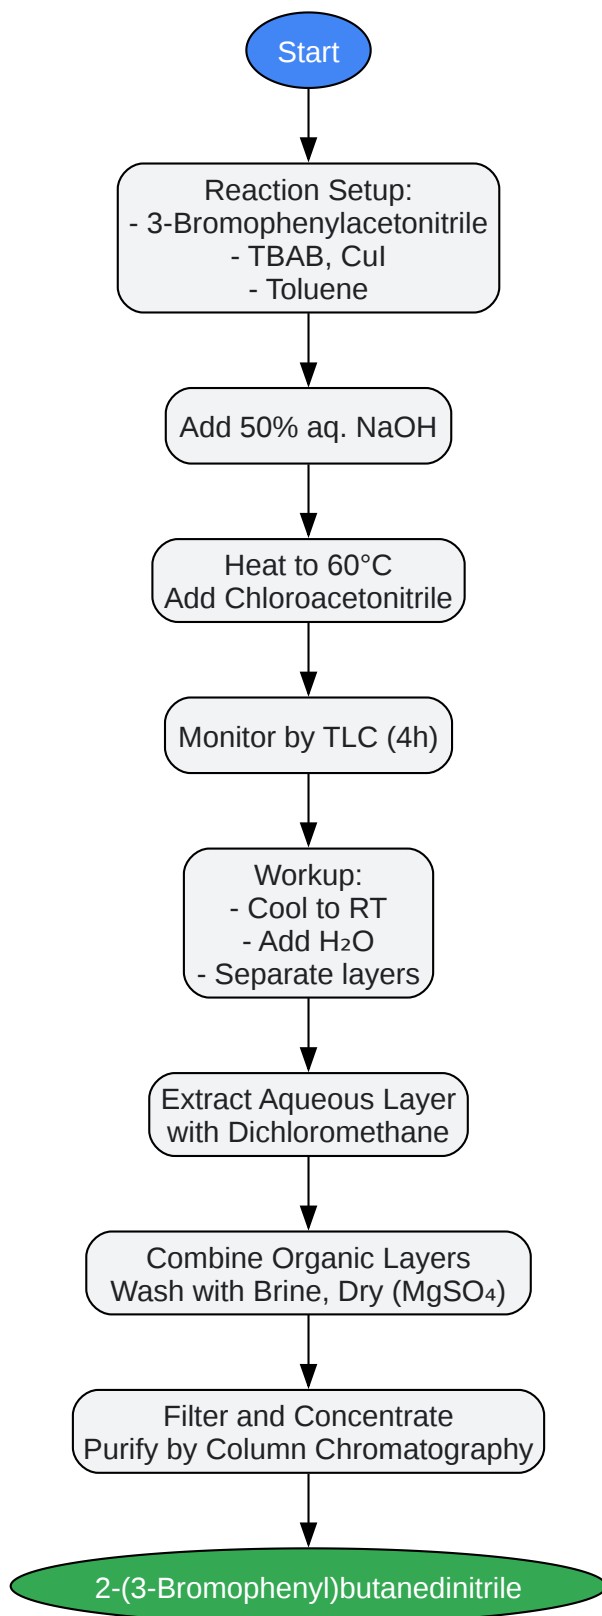 Start
Reaction Setup:
- 3-Bromophenylacetonitrile
- TBAB, CuI
- Toluene
Add 50% aq. NaOH
Heat to 60°C
Add Chloroacetonitrile
Monitor by TLC (4h)
Workup:
- Cool to RT
- Add H₂O
- Separate layers
Extract Aqueous Layer
with Dichloromethane
Combine Organic Layers
Wash with Brine, Dry (MgSO₄)
Filter and Concentrate
Purify by Column Chromatography
2-(3-Bromophenyl)butanedinitrile